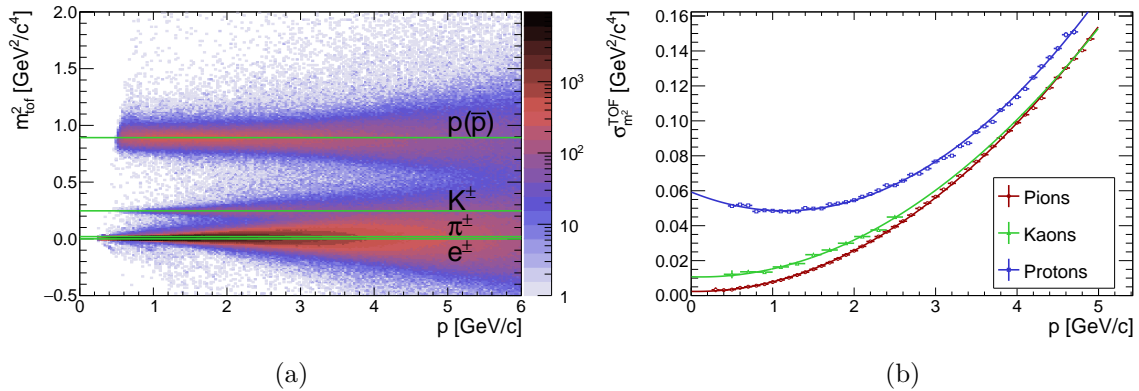 m²tof [GeV²/c⁴]
2.0
1.5
1.0
0.5
0.0
−0.5
p(p̅)
K±
π±
e±
10³
10²
10
1
0 1 2 3 4 5 6
p [GeV/c]
(a)
σ^TOF_m² [GeV²/c⁴]
0.16
0.14
0.12
0.10
0.08
0.06
0.04
0.02
0.00
Pions
Kaons
Protons
0 1 2 3 4 5
p [GeV/c]
(b)